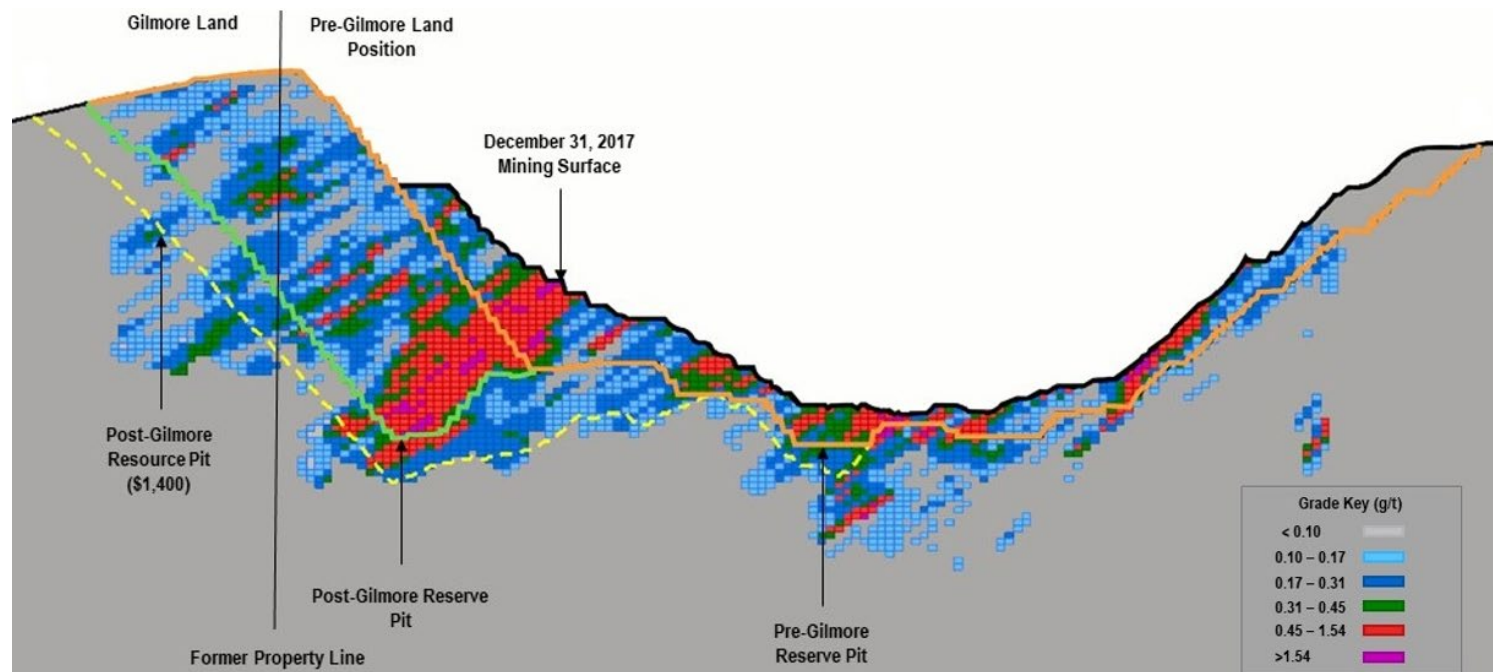 Gilmore Land
Pre-Gilmore Land
Position
December 31, 2017
Mining Surface
Post-Gilmore
Resource Pit
($1,400)
Post-Gilmore Reserve
Pit
Pre-Gilmore
Reserve Pit
Former Property Line
Grade Key (g/t)
< 0.10
0.10 – 0.17
0.17 – 0.31
0.31 – 0.45
0.45 – 1.54
>1.54